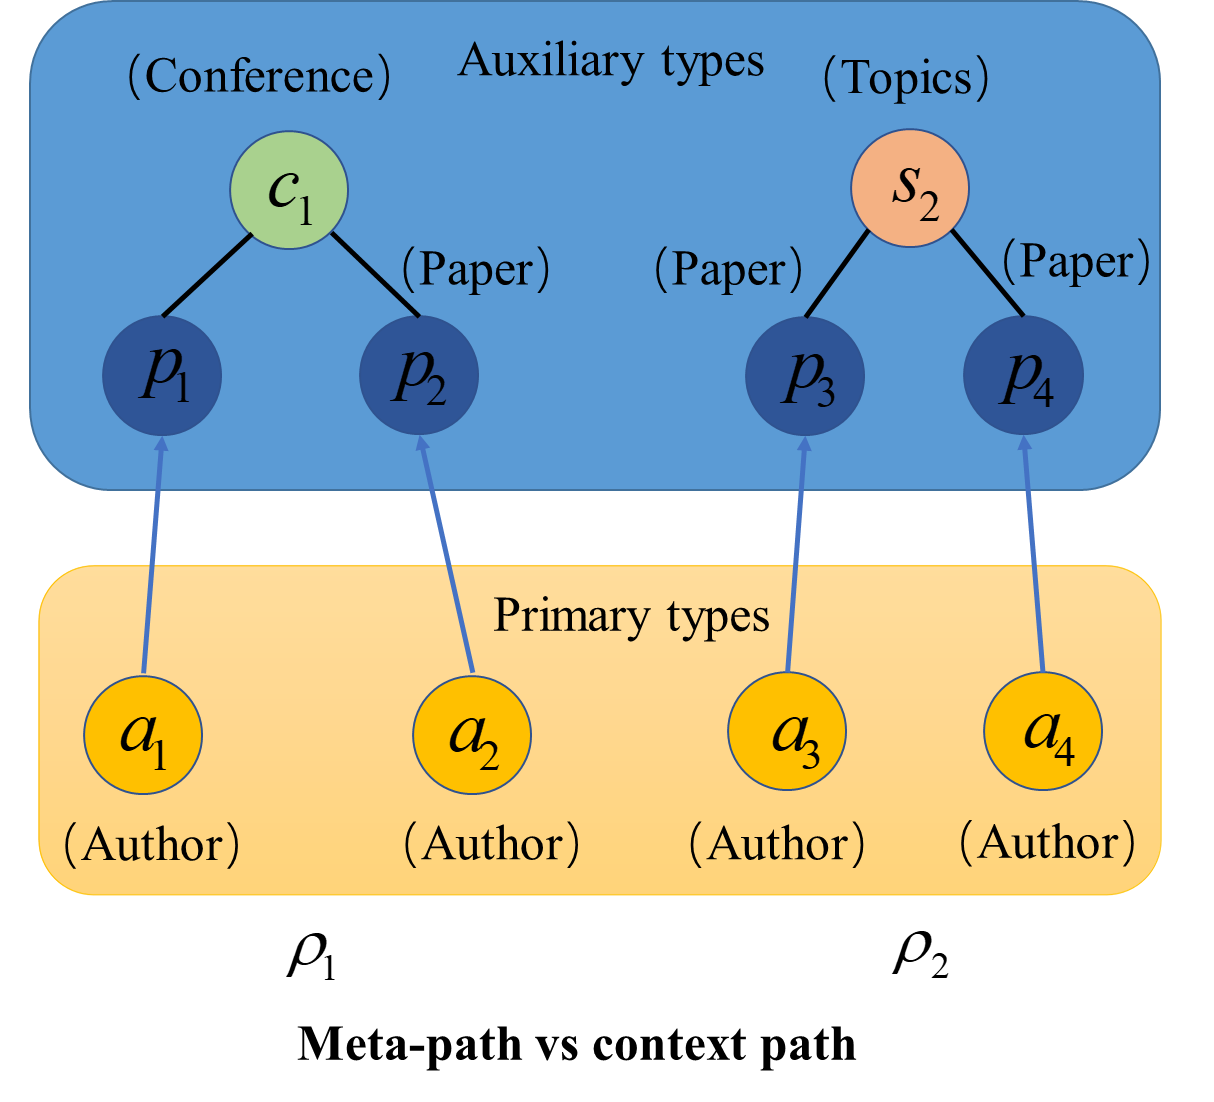 Auxiliary types
(Conference)
(Topics)
c1
s2
(Paper)
(Paper)
(Paper)
p1
p2
p3
p4
Primary types
a1
a2
a3
a4
(Author)
(Author)
(Author)
(Author)
ρ1
ρ2
Meta-path vs context path